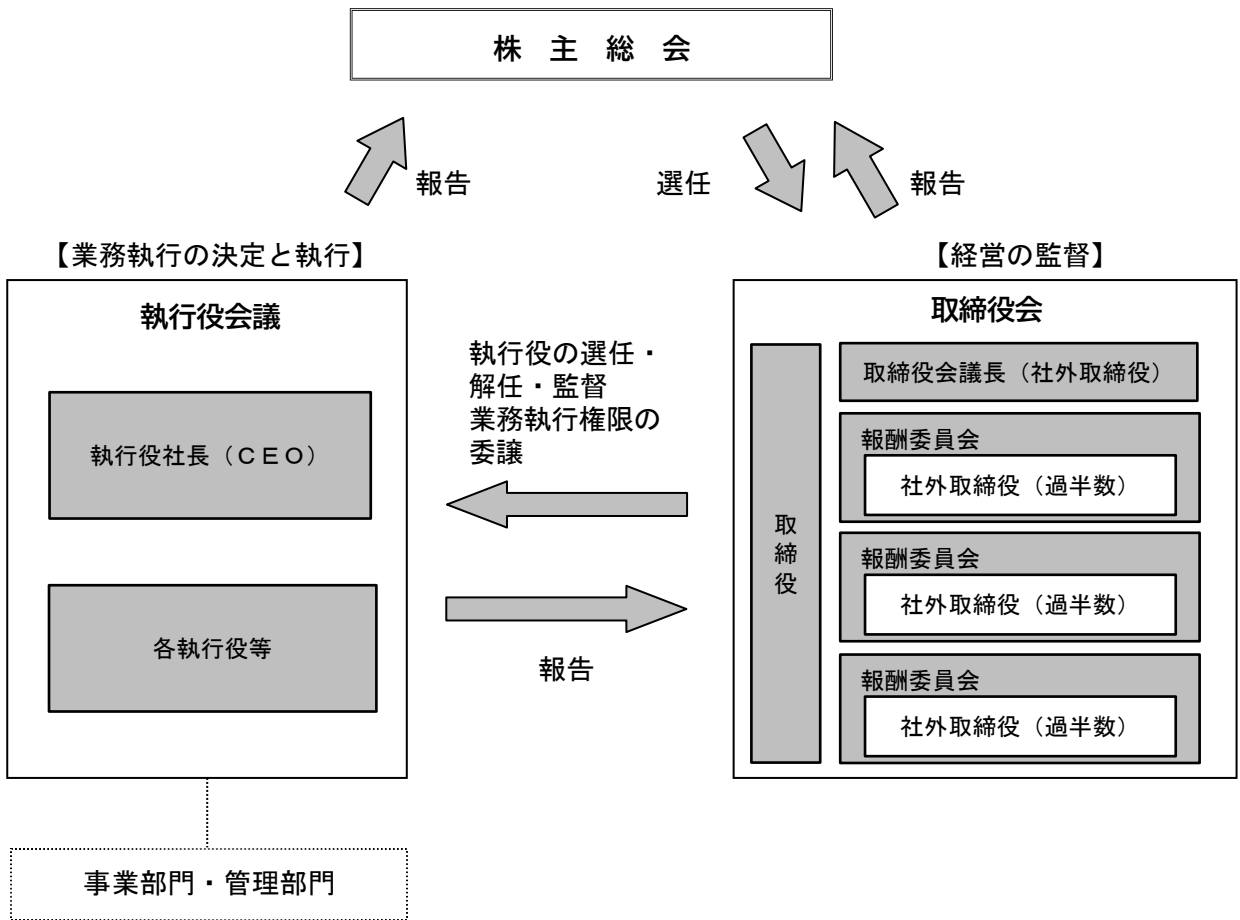 株主総会
報告
選任
報告
【業務執行の決定と執行】
【経営の監督】
執行役会議
執行役社長（ＣＥＯ）
各執行役等
執行役の選任・
解任・監督
業務執行権限の
委譲
報告
取締役会
取締役
取締役会議長（社外取締役）
報酬委員会
社外取締役（過半数）
報酬委員会
社外取締役（過半数）
報酬委員会
社外取締役（過半数）
事業部門・管理部門